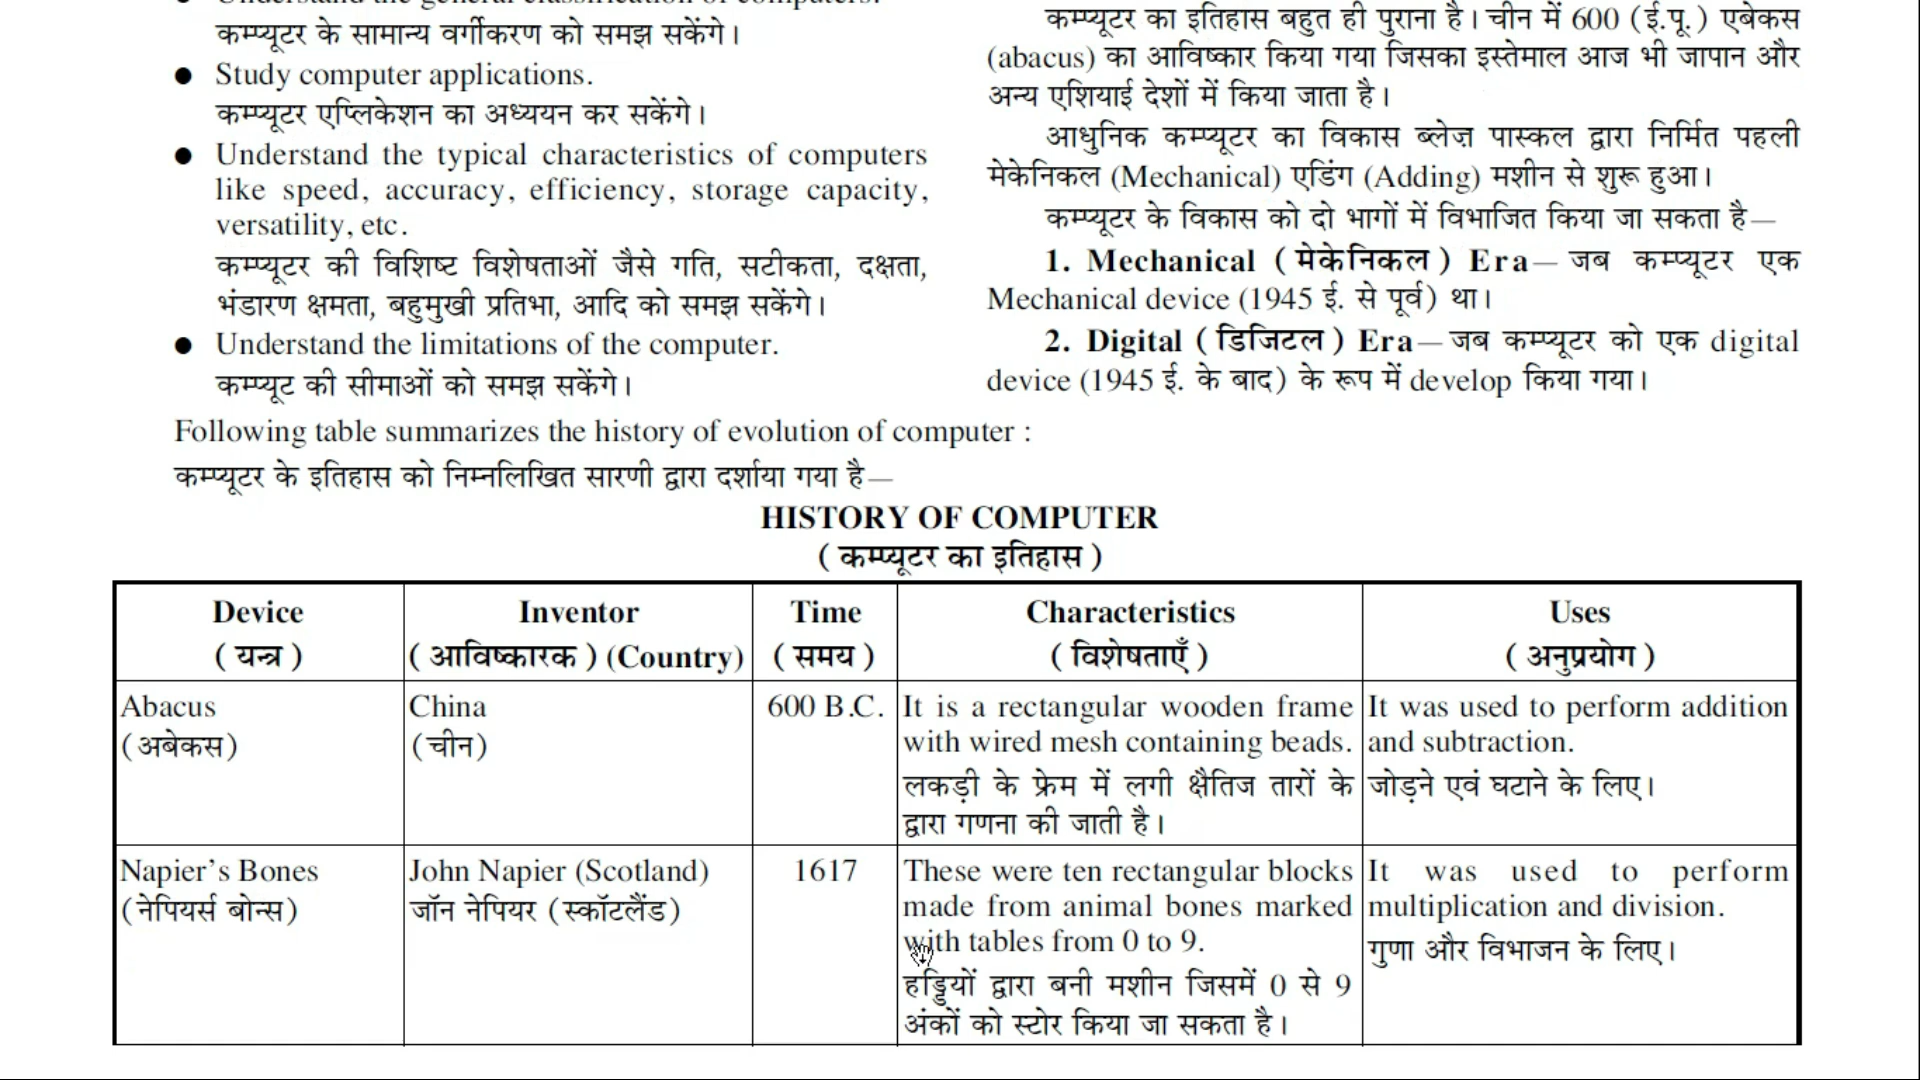 Understand the general classification of computers.
कम्प्यूटर के सामान्य वर्गीकरण को समझ सकेंगे।
● Study computer applications.
कम्प्यूटर एप्लिकेशन का अध्ययन कर सकेंगे।
● Understand the typical characteristics of computers
like speed, accuracy, efficiency, storage capacity,
versatility, etc.
कम्प्यूटर की विशिष्ट विशेषताओं जैसे गति, सटीकता, दक्षता,
भंडारण क्षमता, बहुमुखी प्रतिभा, आदि को समझ सकेंगे।
● Understand the limitations of the computer.
कम्प्यूट की सीमाओं को समझ सकेंगे।
कम्प्यूटर का इतिहास बहुत ही पुराना है। चीन में 600 (ई.पू.) एबेकस
(abacus) का आविष्कार किया गया जिसका इस्तेमाल आज भी जापान और
अन्य एशियाई देशों में किया जाता है।
आधुनिक कम्प्यूटर का विकास ब्लेज़ पास्कल द्वारा निर्मित पहली
मेकेनिकल (Mechanical) एडिंग (Adding) मशीन से शुरू हुआ।
कम्प्यूटर के विकास को दो भागों में विभाजित किया जा सकता है—
1. Mechanical (मेकेनिकल) Era— जब कम्प्यूटर एक
Mechanical device (1945 ई. से पूर्व) था।
2. Digital (डिजिटल) Era—जब कम्प्यूटर को एक digital
device (1945 ई. के बाद) के रूप में develop किया गया।
Following table summarizes the history of evolution of computer :
कम्प्यूटर के इतिहास को निम्नलिखित सारणी द्वारा दर्शाया गया है—
HISTORY OF COMPUTER
(कम्प्यूटर का इतिहास)
Device
(यन्त्र)
Inventor
(आविष्कारक) (Country)
Time
(समय)
Characteristics
(विशेषताएँ)
Uses
(अनुप्रयोग)
Abacus
(अबेकस)
China
(चीन)
600 B.C.
It is a rectangular wooden frame
with wired mesh containing beads.
लकड़ी के फ्रेम में लगी क्षैतिज तारों के
द्वारा गणना की जाती है।
It was used to perform addition
and subtraction.
जोड़ने एवं घटाने के लिए।
Napier’s Bones
(नेपियर्स बोन्स)
John Napier (Scotland)
जॉन नेपियर (स्कॉटलैंड)
1617
These were ten rectangular blocks
made from animal bones marked
with tables from 0 to 9.
हड्डियों द्वारा बनी मशीन जिसमें 0 से 9
अंकों को स्टोर किया जा सकता है।
It was used to perform
multiplication and division.
गुणा और विभाजन के लिए।